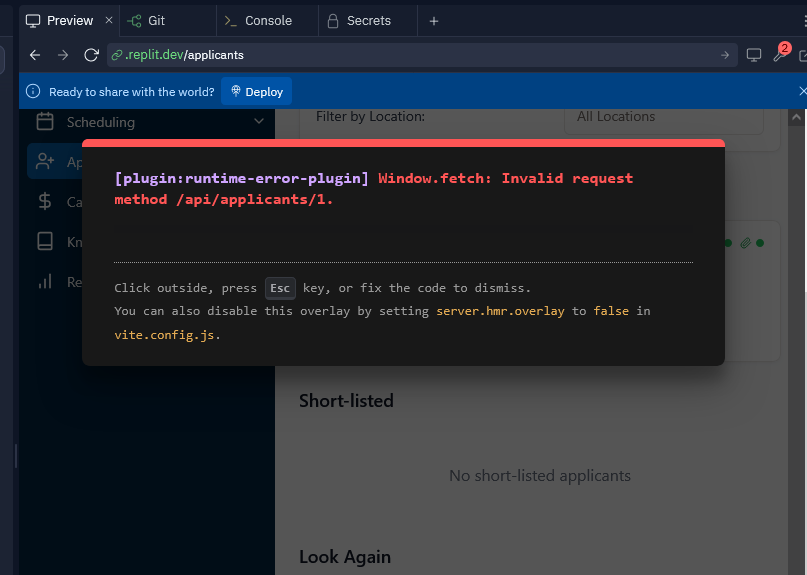 Preview
Git
Console
Secrets
.replit.dev/applicants
2
Ready to share with the world?
Deploy
Scheduling
Filter by Location:
All Locations
Ap
[plugin:runtime-error-plugin] Window.fetch: Invalid request
method /api/applicants/1.
Ca
Kn
Re
Click outside, press Esc key, or fix the code to dismiss.
You can also disable this overlay by setting server.hmr.overlay to false in
vite.config.js.
Short-listed
No short-listed applicants
Look Again